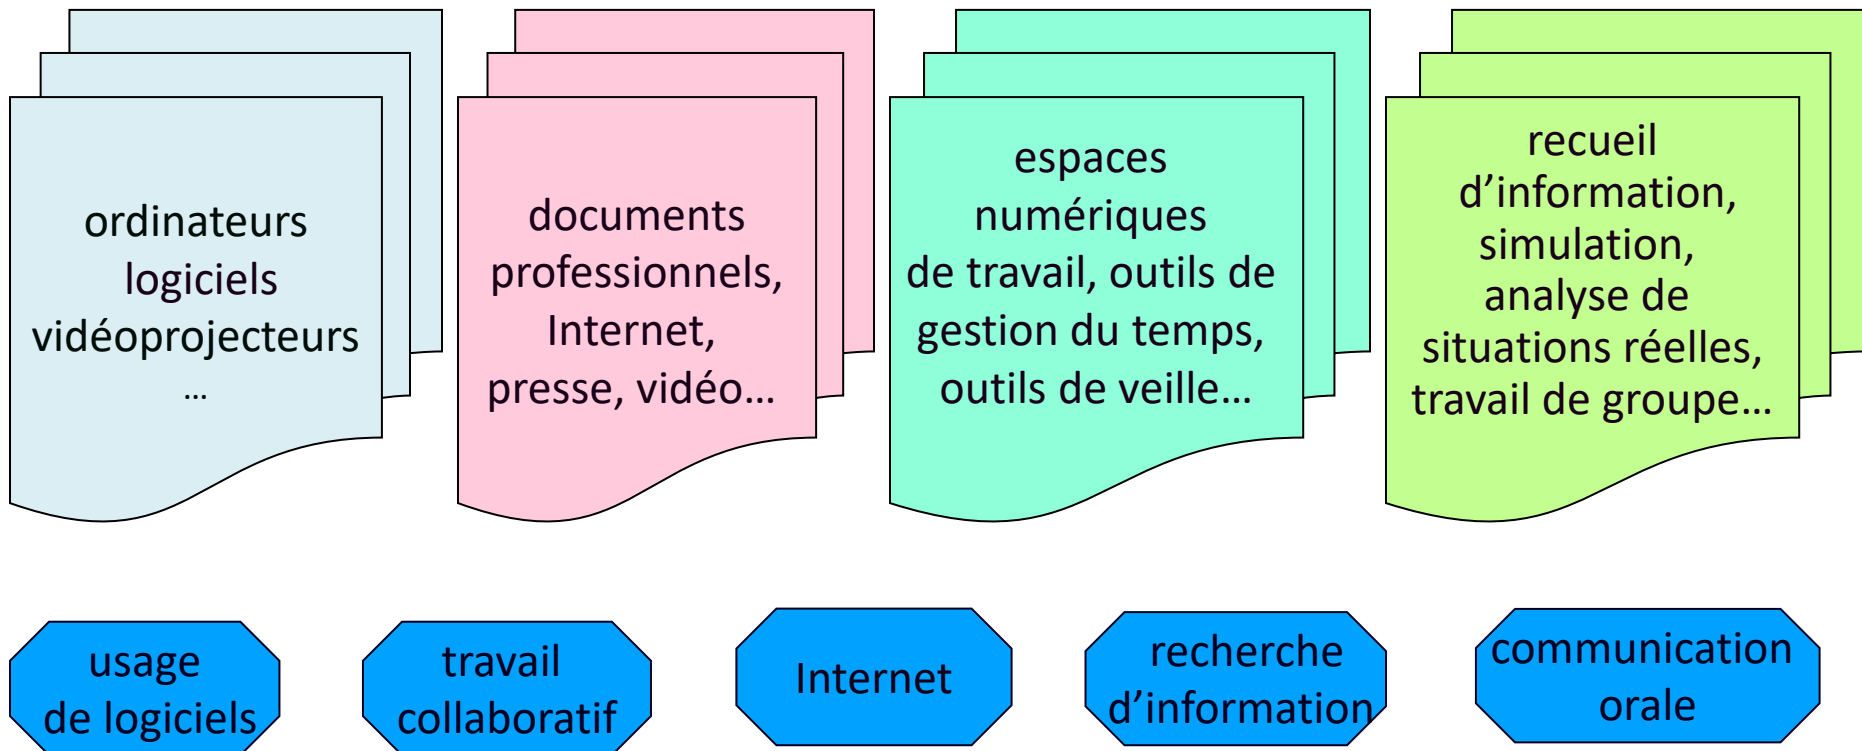 ordinateurs
logiciels
vidéoprojecteurs
…
documents
professionnels,
Internet,
presse, vidéo…
espaces
numériques
de travail, outils de
gestion du temps,
outils de veille…
recueil
d’information,
simulation,
analyse de
situations réelles,
travail de groupe…
usage
de logiciels
travail
collaboratif
Internet
recherche
d’information
communication
orale